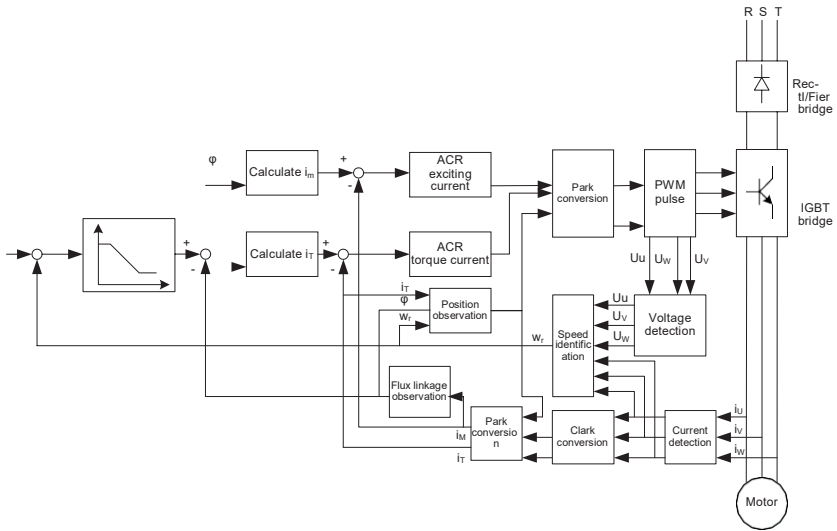 R S T
Rec-
tl/Fier
bridge
φ
Calculate im
+
-
ACR
exciting
current
Park
conversion
PWM
pulse
IGBT
bridge
+
-
Calculate iT
+
-
ACR
torque current
Uu UW UV
iT
φ
wr
Position
observation
wr
Speed
identific
ation
Uu
UV
UW
Voltage
detection
Flux linkage
observation
iM
iT
Park
conversio
n
Clark
conversion
Current
detection
iU
iV
iW
Motor